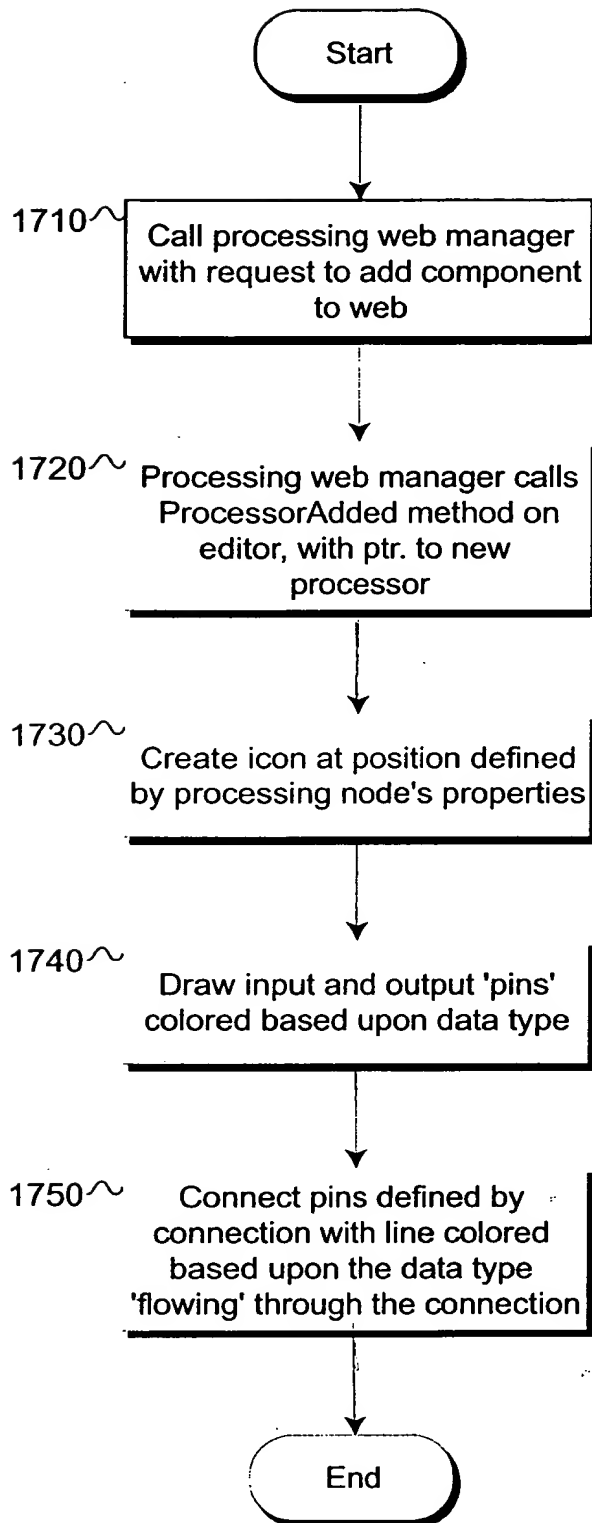 Start
1710
Call processing web manager
with request to add component
to web
1720
Processing web manager calls
ProcessorAdded method on
editor, with ptr. to new
processor
1730
Create icon at position defined
by processing node's properties
1740
Draw input and output 'pins'
colored based upon data type
1750
Connect pins defined by
connection with line colored
based upon the data type
'flowing' through the connection
End